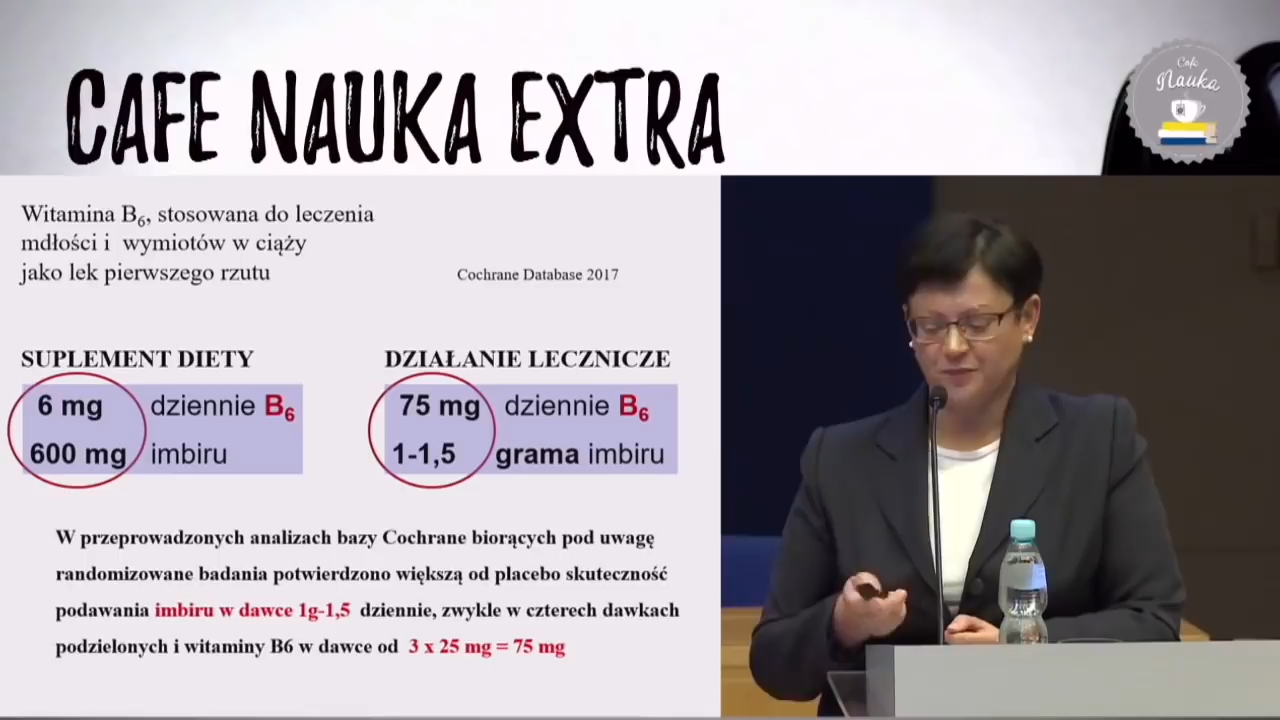 CAFE NAUKA EXTRA
Cafe
Nauka
Witamina B6, stosowana do leczenia
mdłości i wymiotów w ciąży
jako lek pierwszego rzutu
Cochrane Database 2017
SUPLEMENT DIETY
6 mg dziennie B6
600 mg imbiru
DZIAŁANIE LECZNICZE
75 mg dziennie B6
1-1,5 grama imbiru
W przeprowadzonych analizach bazy Cochrane biorących pod uwagę
randomizowane badania potwierdzono większą od placebo skuteczność
podawania imbiru w dawce 1g-1,5 dziennie, zwykle w czterech dawkach
podzielonych i witaminy B6 w dawce od 3 x 25 mg = 75 mg